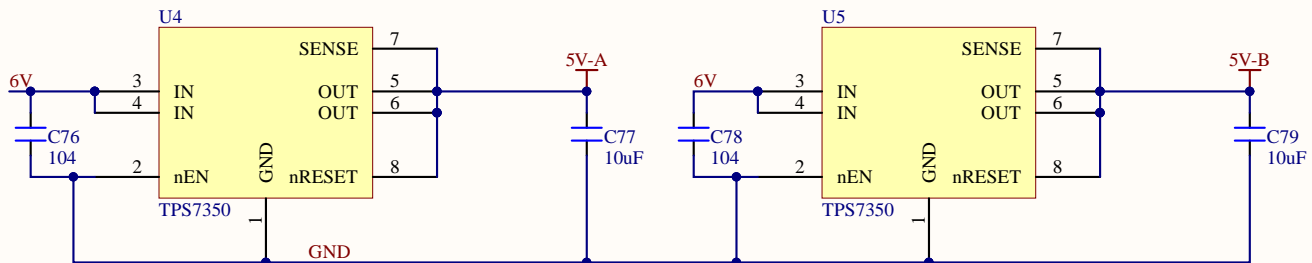 U4
SENSE 7
5V-A
6V
3 IN OUT 5
4 IN OUT 6
C76
104
C77
10uF
2 nEN GND nRESET 8
TPS7350
1
GND
U5
SENSE 7
5V-B
6V
3 IN OUT 5
4 IN OUT 6
C78
104
C79
10uF
2 nEN GND nRESET 8
TPS7350
1